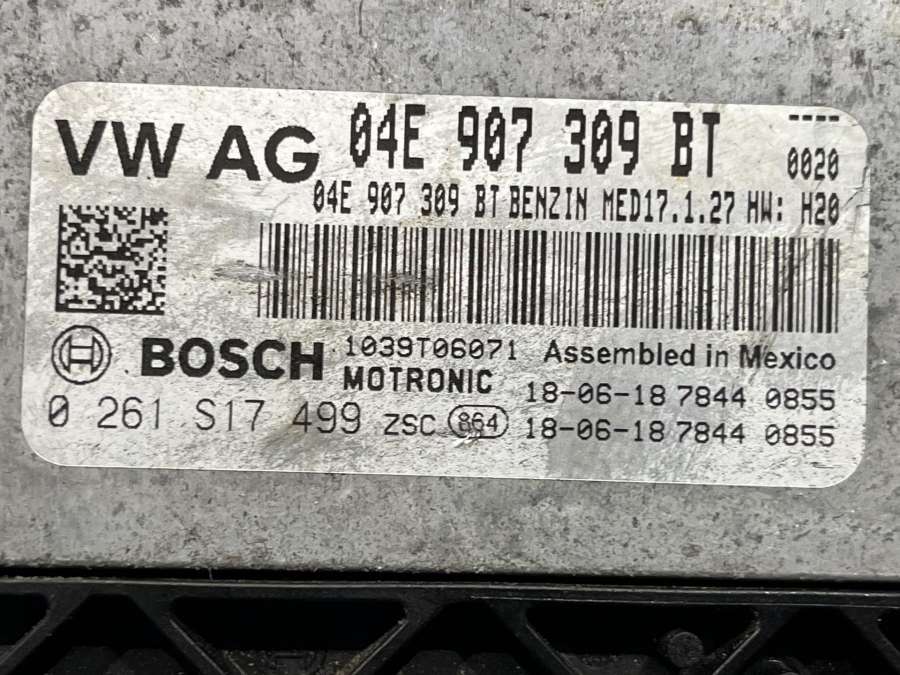 VW AG 04E 907 309 BT ----
0020
04E 907 309 BT BENZIN MED17.1.27 HW: H20
BOSCH 1039T06071 Assembled in Mexico
MOTRONIC 18-06-18 7844 0855
0 261 S17 499 ZSC 864 18-06-18 7844 0855